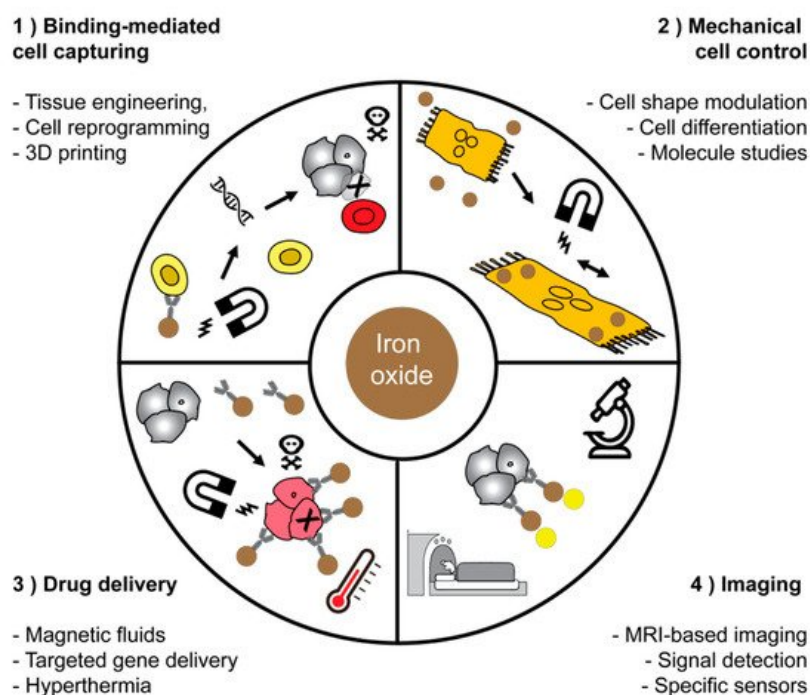 1 ) Binding-mediated
cell capturing
- Tissue engineering,
- Cell reprograming
- 3D printing
2 ) Mechanical
cell control
- Cell shape modulation
- Cell differentiation
- Molecule studies
Iron
oxide
3 ) Drug delivery
- Magnetic fluids
- Targeted gene delivery
- Hyperthermia
4 ) Imaging
- MRI-based imaging
- Signal detection
- Specific sensors